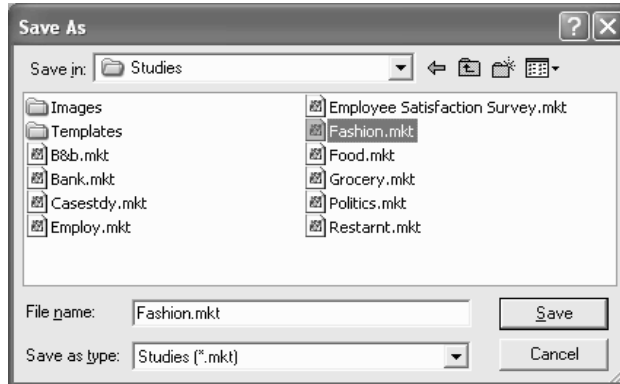 Save As
Save in: Studies
Images
Templates
B&b.mkt
Bank.mkt
Casestdy.mkt
Employ.mkt
Employee Satisfaction Survey.mkt
Fashion.mkt
Food.mkt
Grocery.mkt
Politics.mkt
Restarnt.mkt
File name: Fashion.mkt Save
Save as type: Studies (*.mkt) Cancel